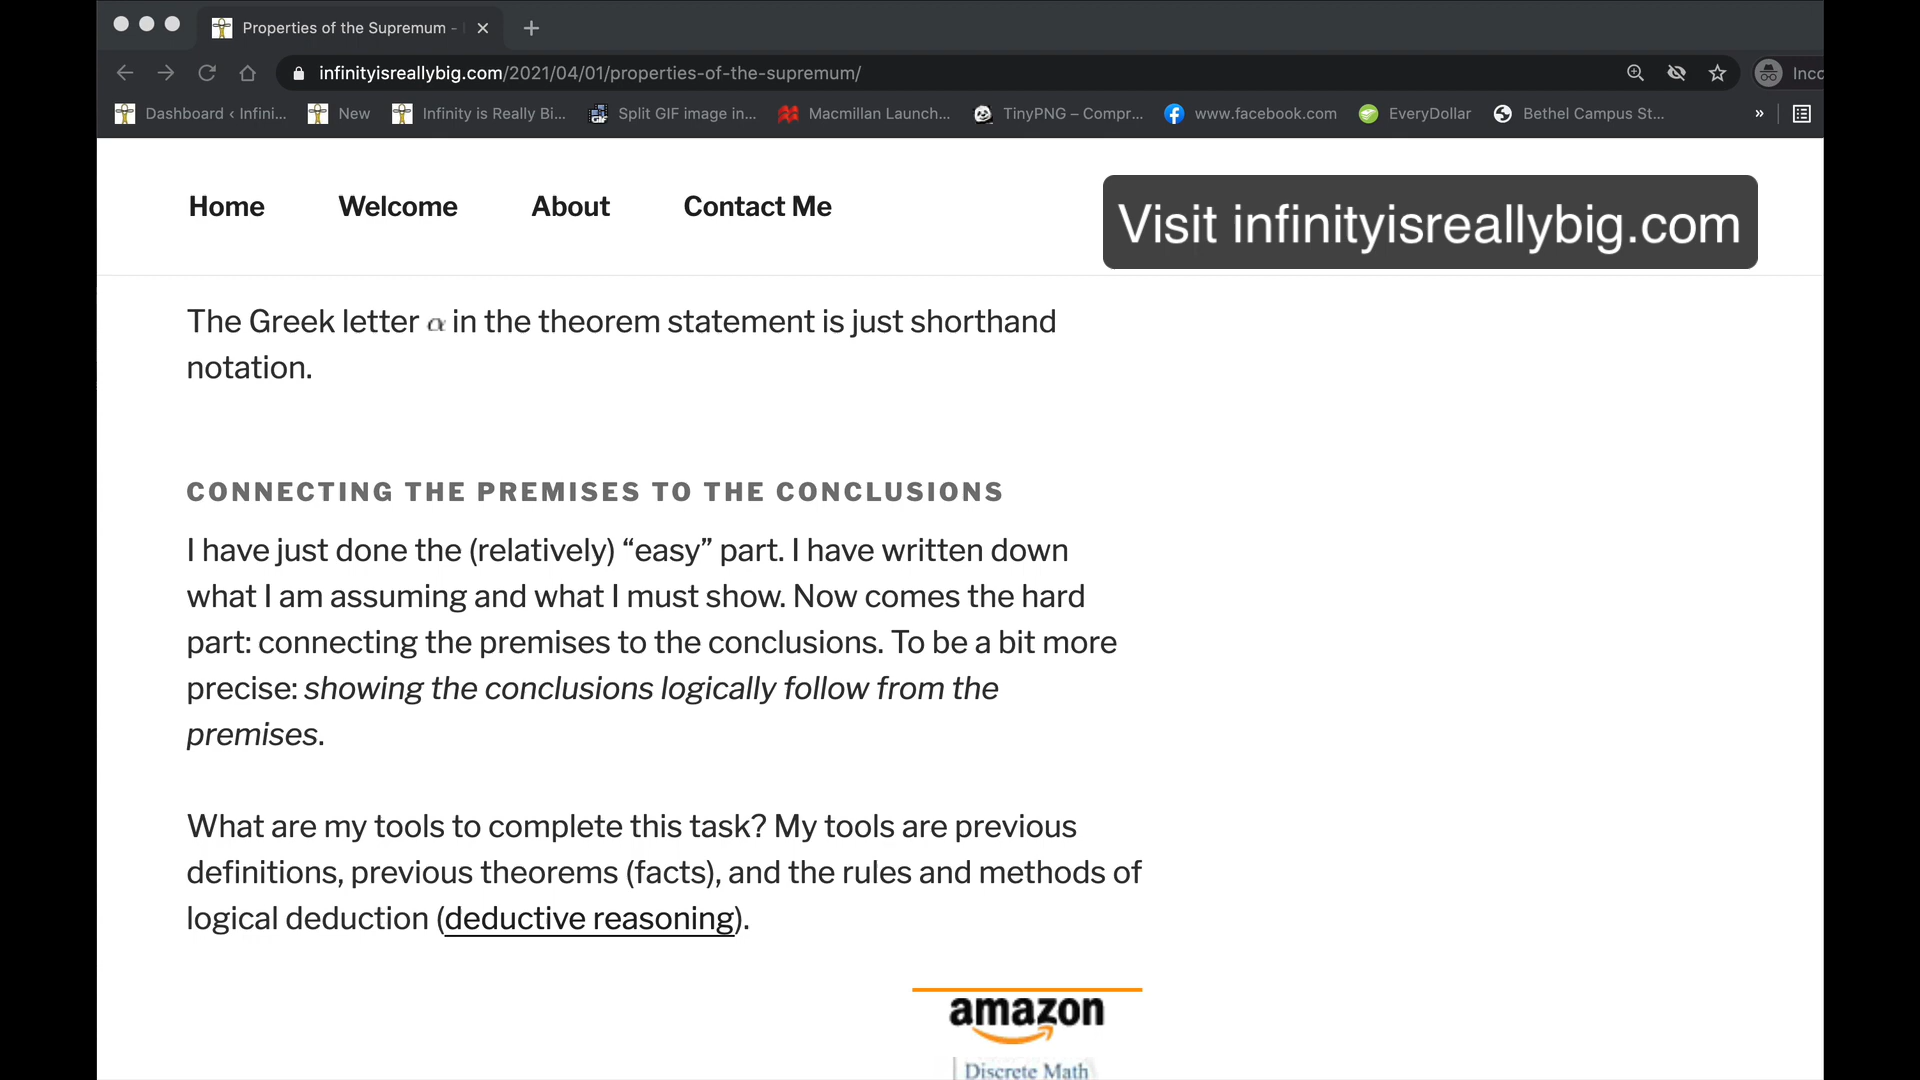 Properties of the Supremum -
infinityisreallybig.com/2021/04/01/properties-of-the-supremum/
Inco
Dashboard ‹ Infini... New Infinity is Really Bi... Split GIF image in... Macmillan Launch... TinyPNG – Compr... www.facebook.com EveryDollar Bethel Campus St... »
Home Welcome About Contact Me
Visit infinityisreallybig.com
The Greek letter α in the theorem statement is just shorthand
notation.
CONNECTING THE PREMISES TO THE CONCLUSIONS
I have just done the (relatively) “easy” part. I have written down
what I am assuming and what I must show. Now comes the hard
part: connecting the premises to the conclusions. To be a bit more
precise: showing the conclusions logically follow from the
premises.
What are my tools to complete this task? My tools are previous
definitions, previous theorems (facts), and the rules and methods of
logical deduction (deductive reasoning).
amazon
Discrete Math